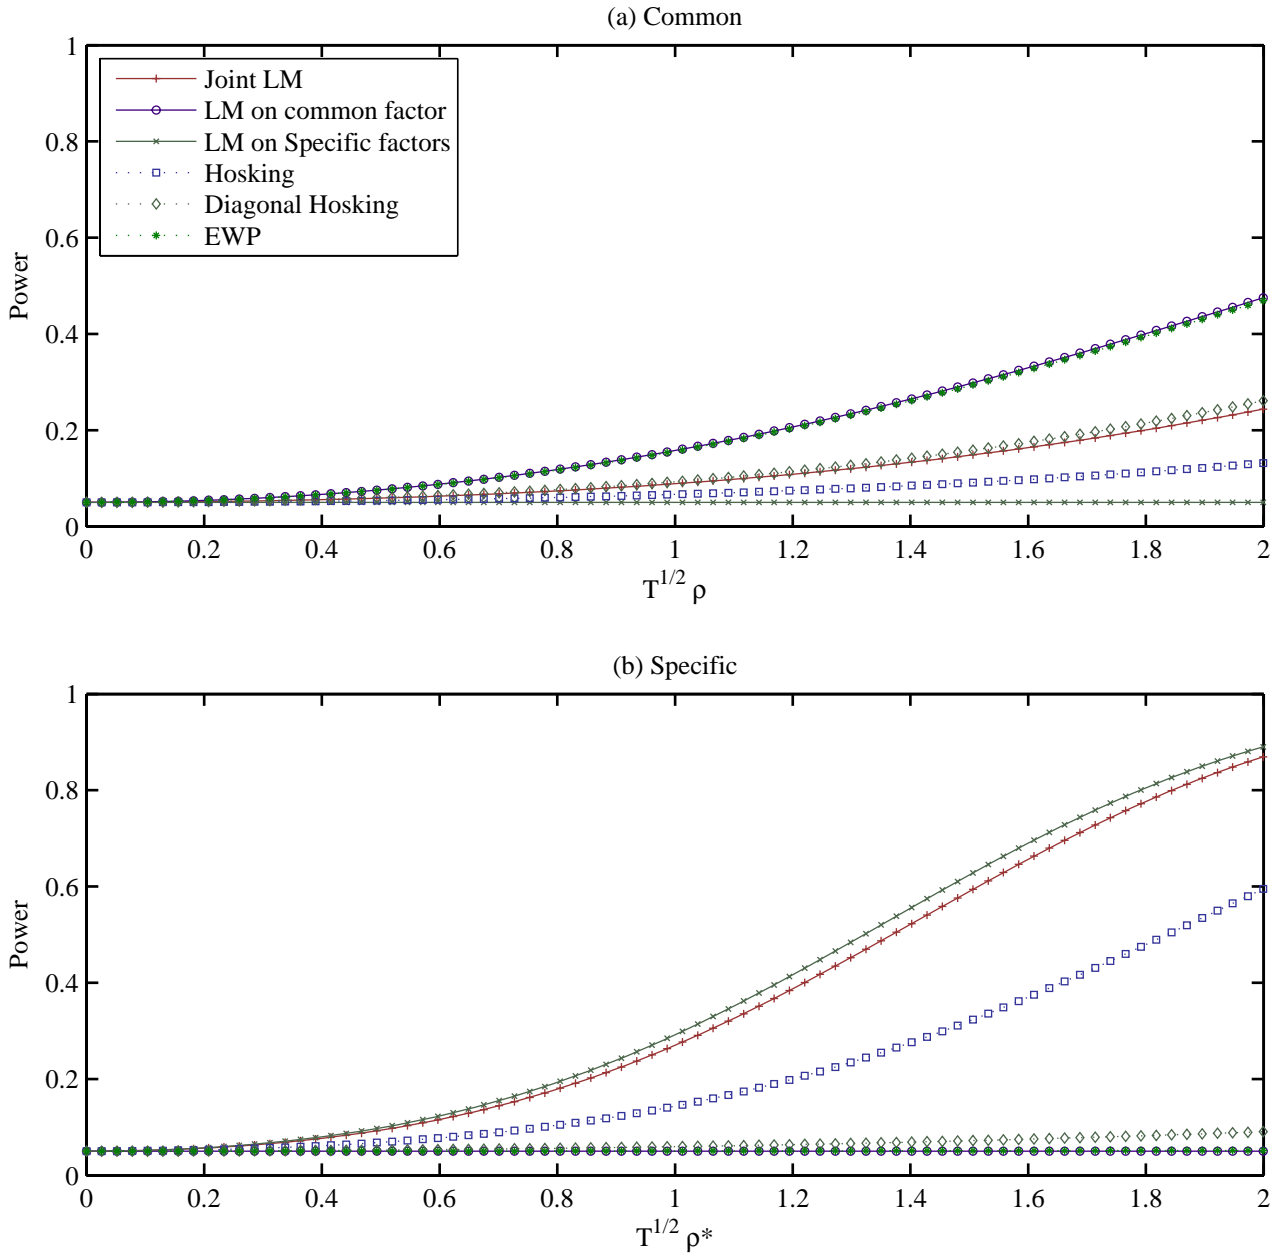 (a) Common
1
0.8
0.6
0.4
0.2
0
Power
Joint LM
LM on common factor
LM on Specific factors
Hosking
Diagonal Hosking
EWP
0 0.2 0.4 0.6 0.8 1 1.2 1.4 1.6 1.8 2
T^{1/2} ρ
(b) Specific
1
0.8
0.6
0.4
0.2
0
Power
0 0.2 0.4 0.6 0.8 1 1.2 1.4 1.6 1.8 2
T^{1/2} ρ*